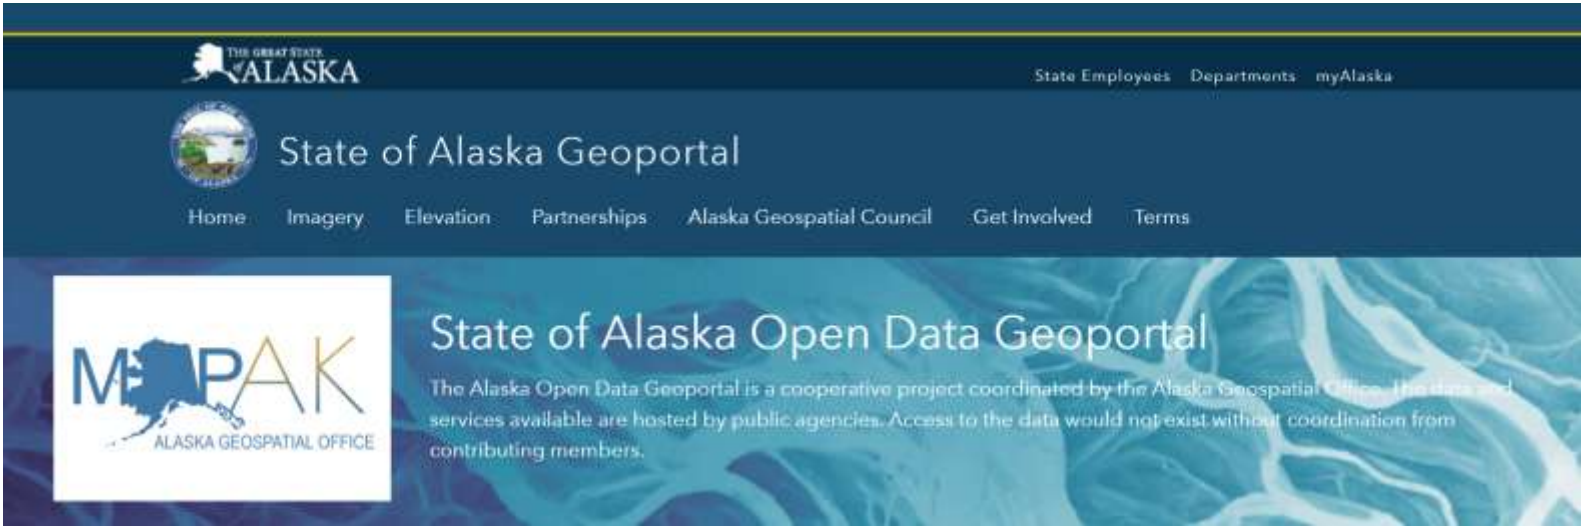 THE GREAT STATE
of ALASKA
State Employees Departments myAlaska
State of Alaska Geoportal
Home Imagery Elevation Partnerships Alaska Geospatial Council Get Involved Terms
MAPAK
ALASKA GEOSPATIAL OFFICE
State of Alaska Open Data Geoportal
The Alaska Open Data Geoportal is a cooperative project coordinated by the Alaska Geospatial Office. The data and
services available are hosted by public agencies. Access to the data would not exist without coordination from
contributing members.